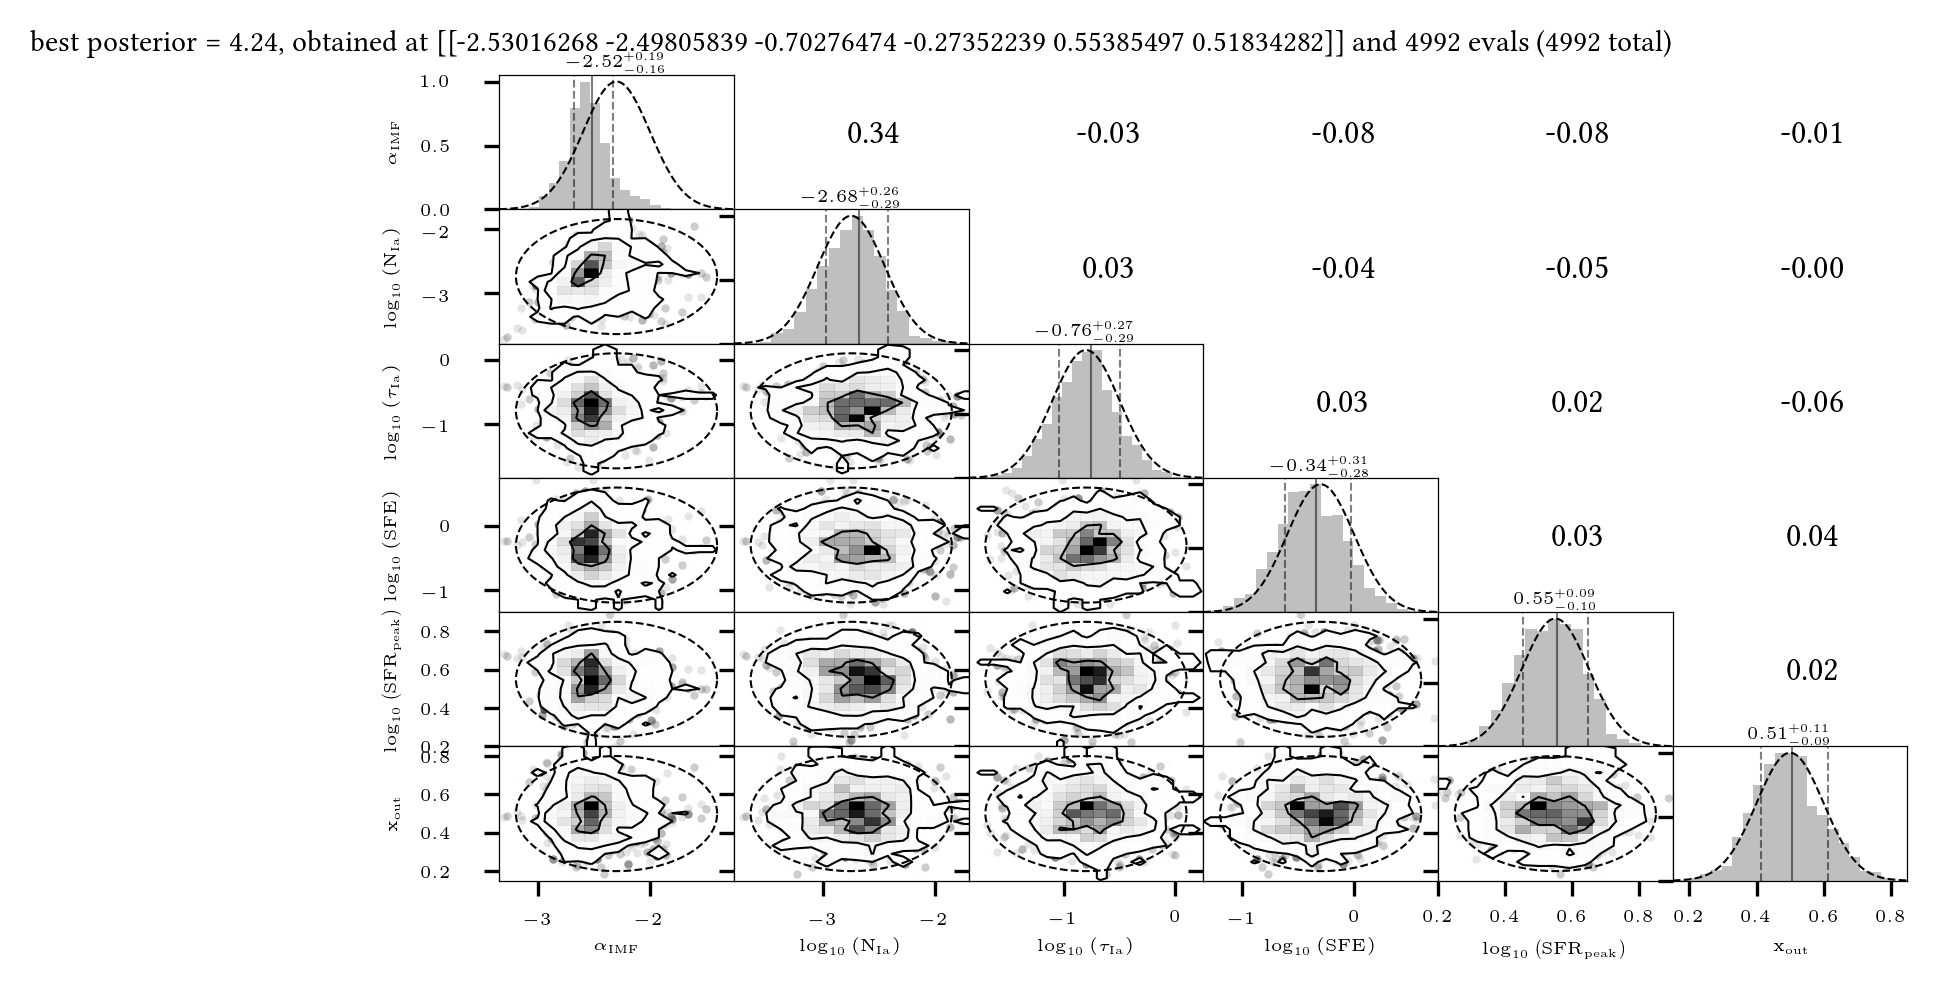 best posterior = 4.24, obtained at [[-2.53016268 -2.49805839 -0.70276474 -0.27352239 0.55385497 0.51834282]] and 4992 evals (4992 total)
−2.52 +0.19 −0.16
1.0
0.5
0.0
α_IMF
0.34
-0.03
-0.08
-0.08
-0.01
−2.68 +0.26 −0.29
−2
−3
log₁₀ (N_Ia)
0.03
-0.04
-0.05
-0.00
−0.76 +0.27 −0.29
0
−1
log₁₀ (τ_Ia)
0.03
0.02
-0.06
−0.34 +0.31 −0.28
0
−1
log₁₀ (SFE)
0.03
0.04
0.55 +0.09 −0.10
0.8
0.6
0.4
0.2
log₁₀ (SFR_peak)
0.02
0.51 +0.11 −0.09
0.8
0.6
0.4
0.2
x_out
−3 −2 −3 −2 −1 0 −1 0 0.2 0.4 0.6 0.8 0.2 0.4 0.6 0.8
α_IMF log₁₀ (N_Ia) log₁₀ (τ_Ia) log₁₀ (SFE) log₁₀ (SFR_peak) x_out